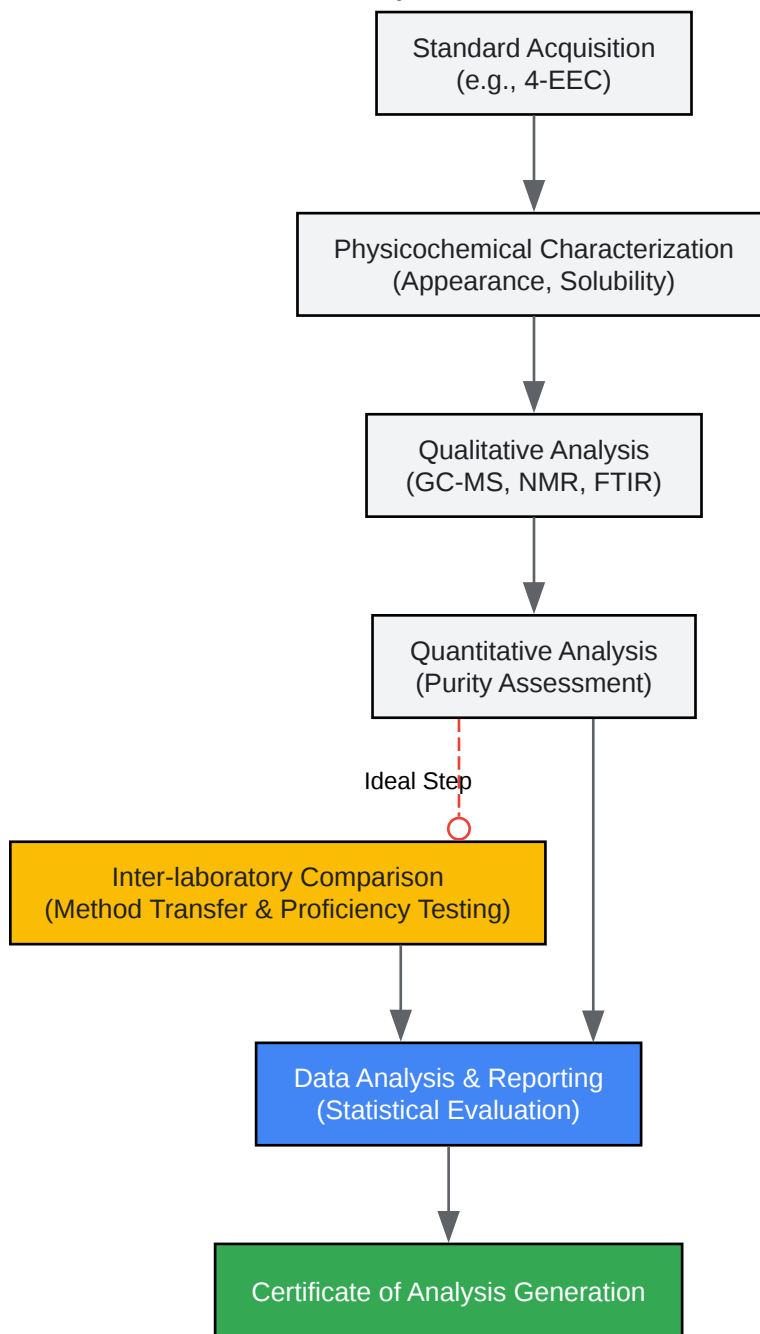 Standard Acquisition
(e.g., 4-EEC)
Physicochemical Characterization
(Appearance, Solubility)
Qualitative Analysis
(GC-MS, NMR, FTIR)
Quantitative Analysis
(Purity Assessment)
Ideal Step
Inter-laboratory Comparison
(Method Transfer & Proficiency Testing)
Data Analysis & Reporting
(Statistical Evaluation)
Certificate of Analysis Generation